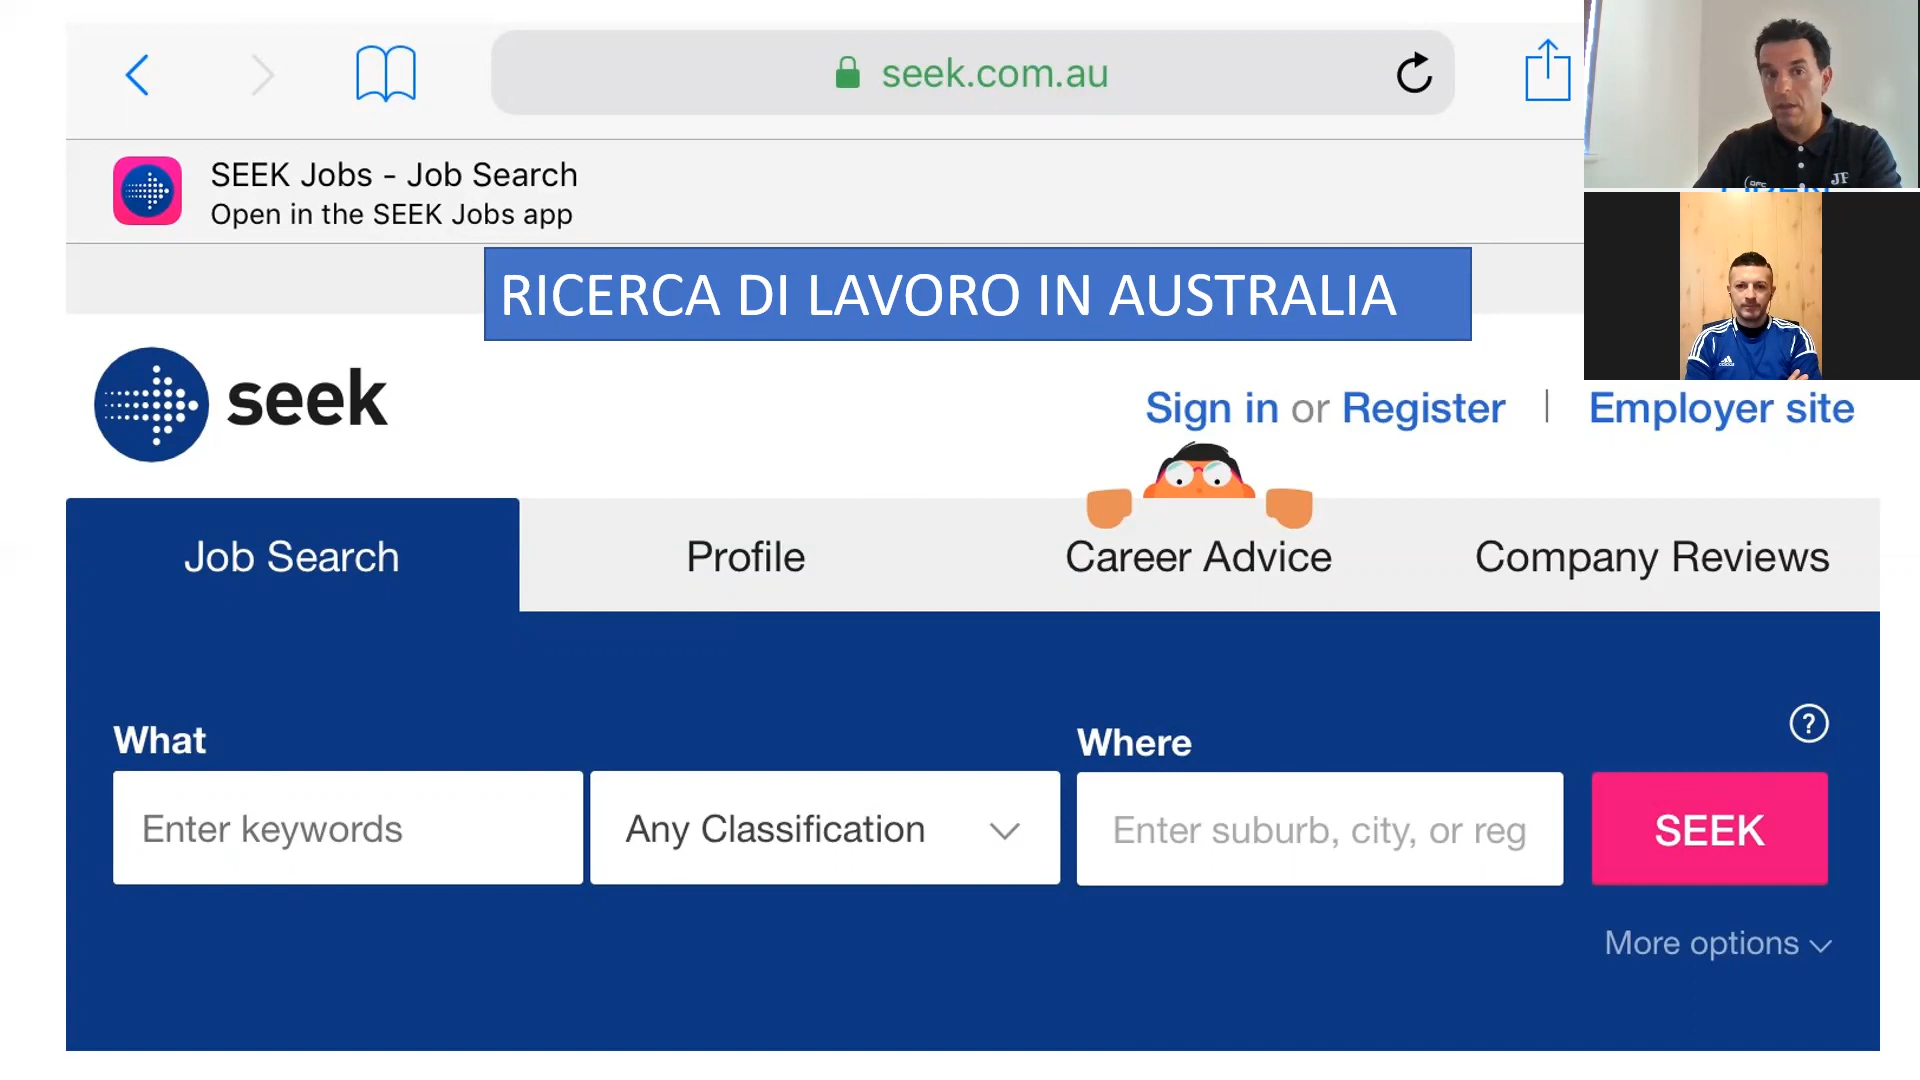 seek.com.au
SEEK Jobs - Job Search
Open in the SEEK Jobs app
RICERCA DI LAVORO IN AUSTRALIA
seek
Sign in or Register | Employer site
Job Search
Profile
Career Advice
Company Reviews
What
Where
?
Enter keywords
Any Classification
Enter suburb, city, or reg
SEEK
More options
JF
adidas